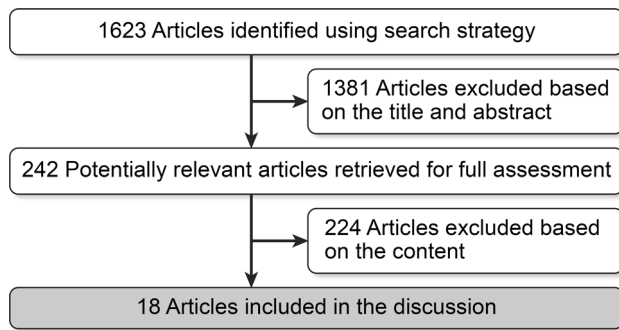 1623 Articles identified using search strategy
1381 Articles excluded based
on the title and abstract
242 Potentially relevant articles retrieved for full assessment
224 Articles excluded based
on the content
18 Articles included in the discussion